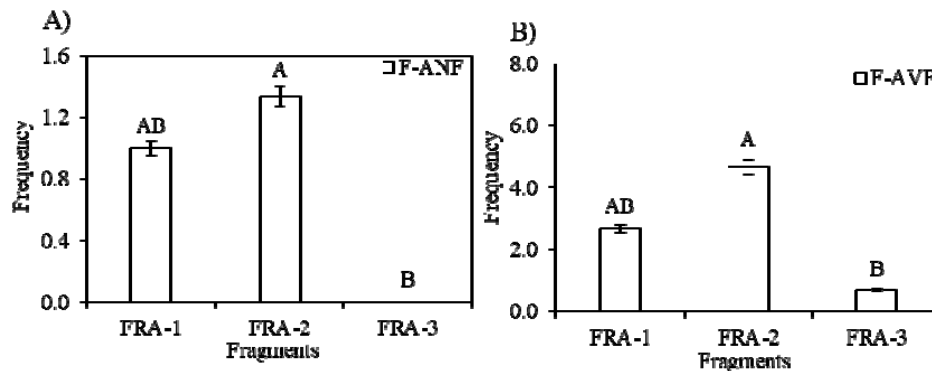 A)
1.6
F-ANF
A
1.2
AB
Frequency
0.8
0.4
B
0.0
FRA-1 FRA-2 FRA-3
Fragments
B)
8.0
F-AVF
6.0
A
Frequency
4.0
AB
2.0
B
0.0
FRA-1 FRA-2 FRA-3
Fragments